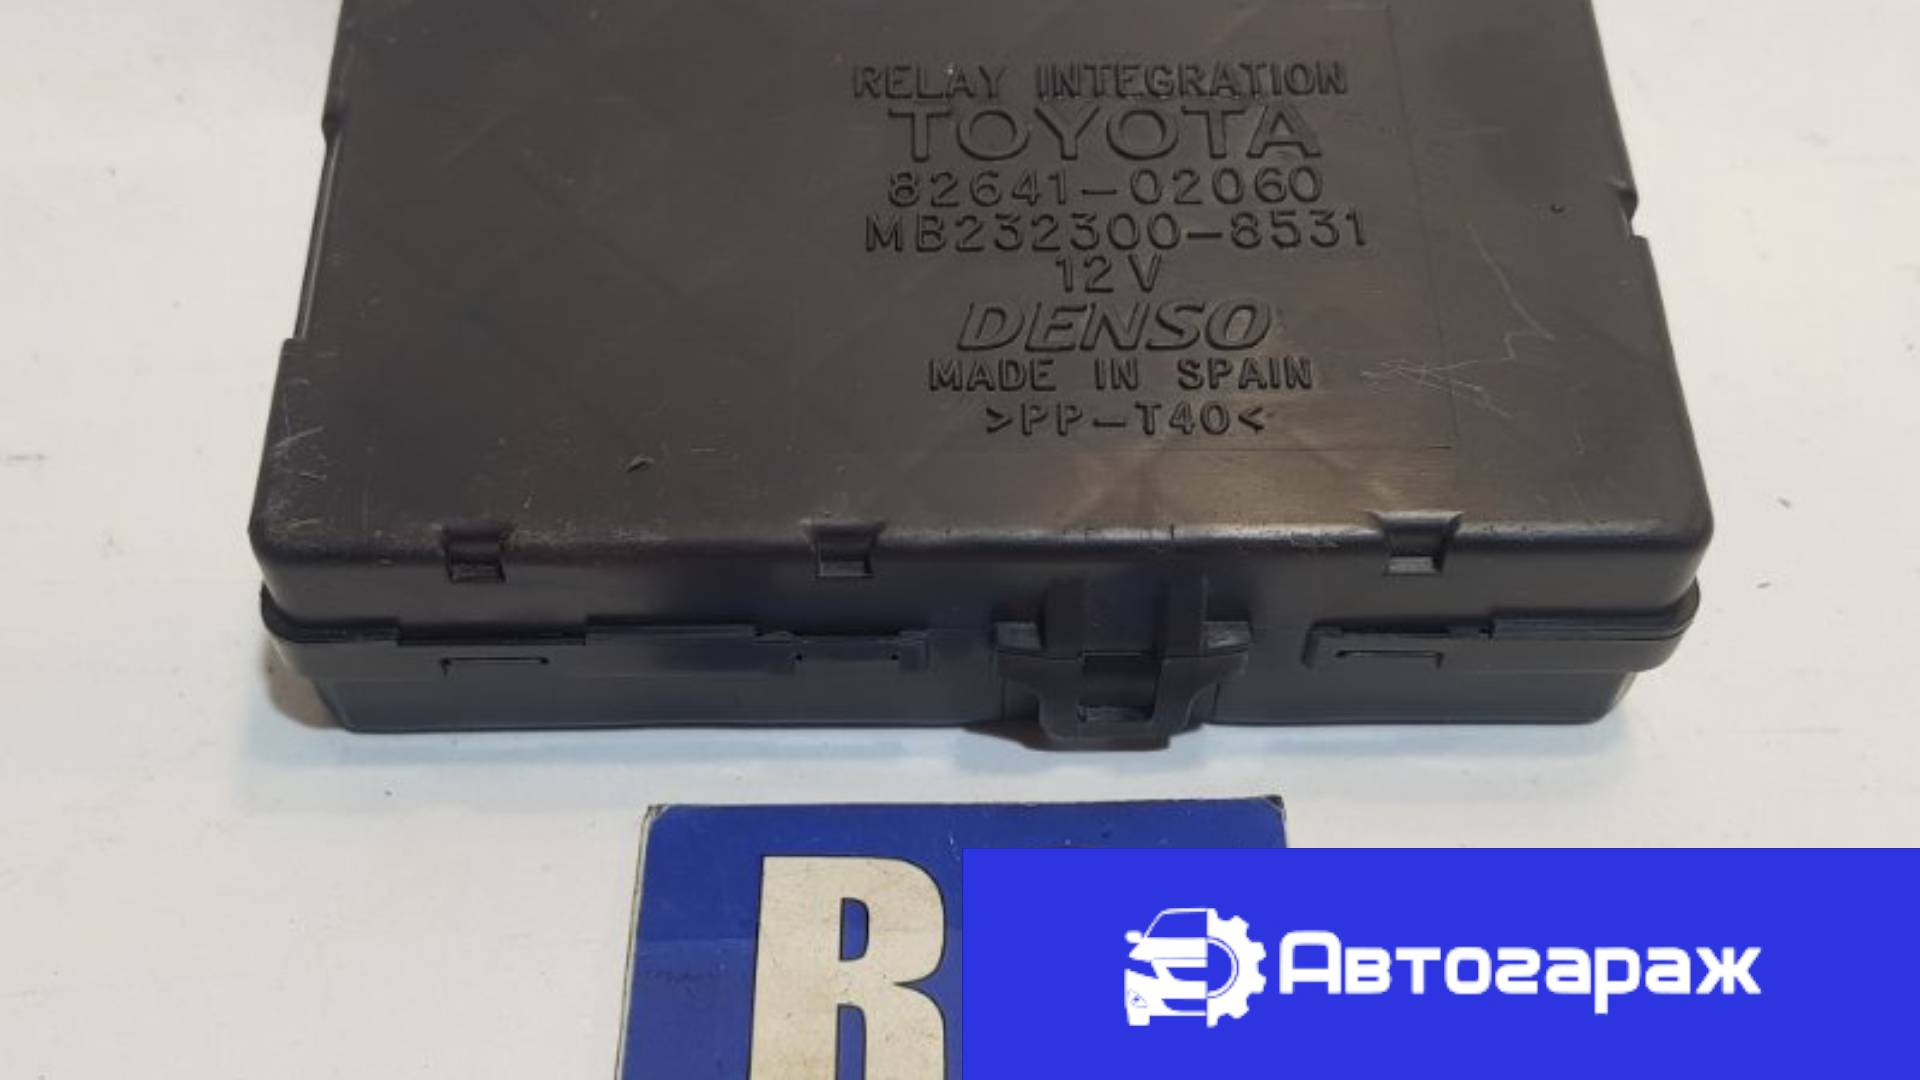 RELAY INTEGRATION
TOYOTA
82641-02060
MB232300-8531
12V
DENSO
MADE IN SPAIN
>PP-T40<
R
Автогараж